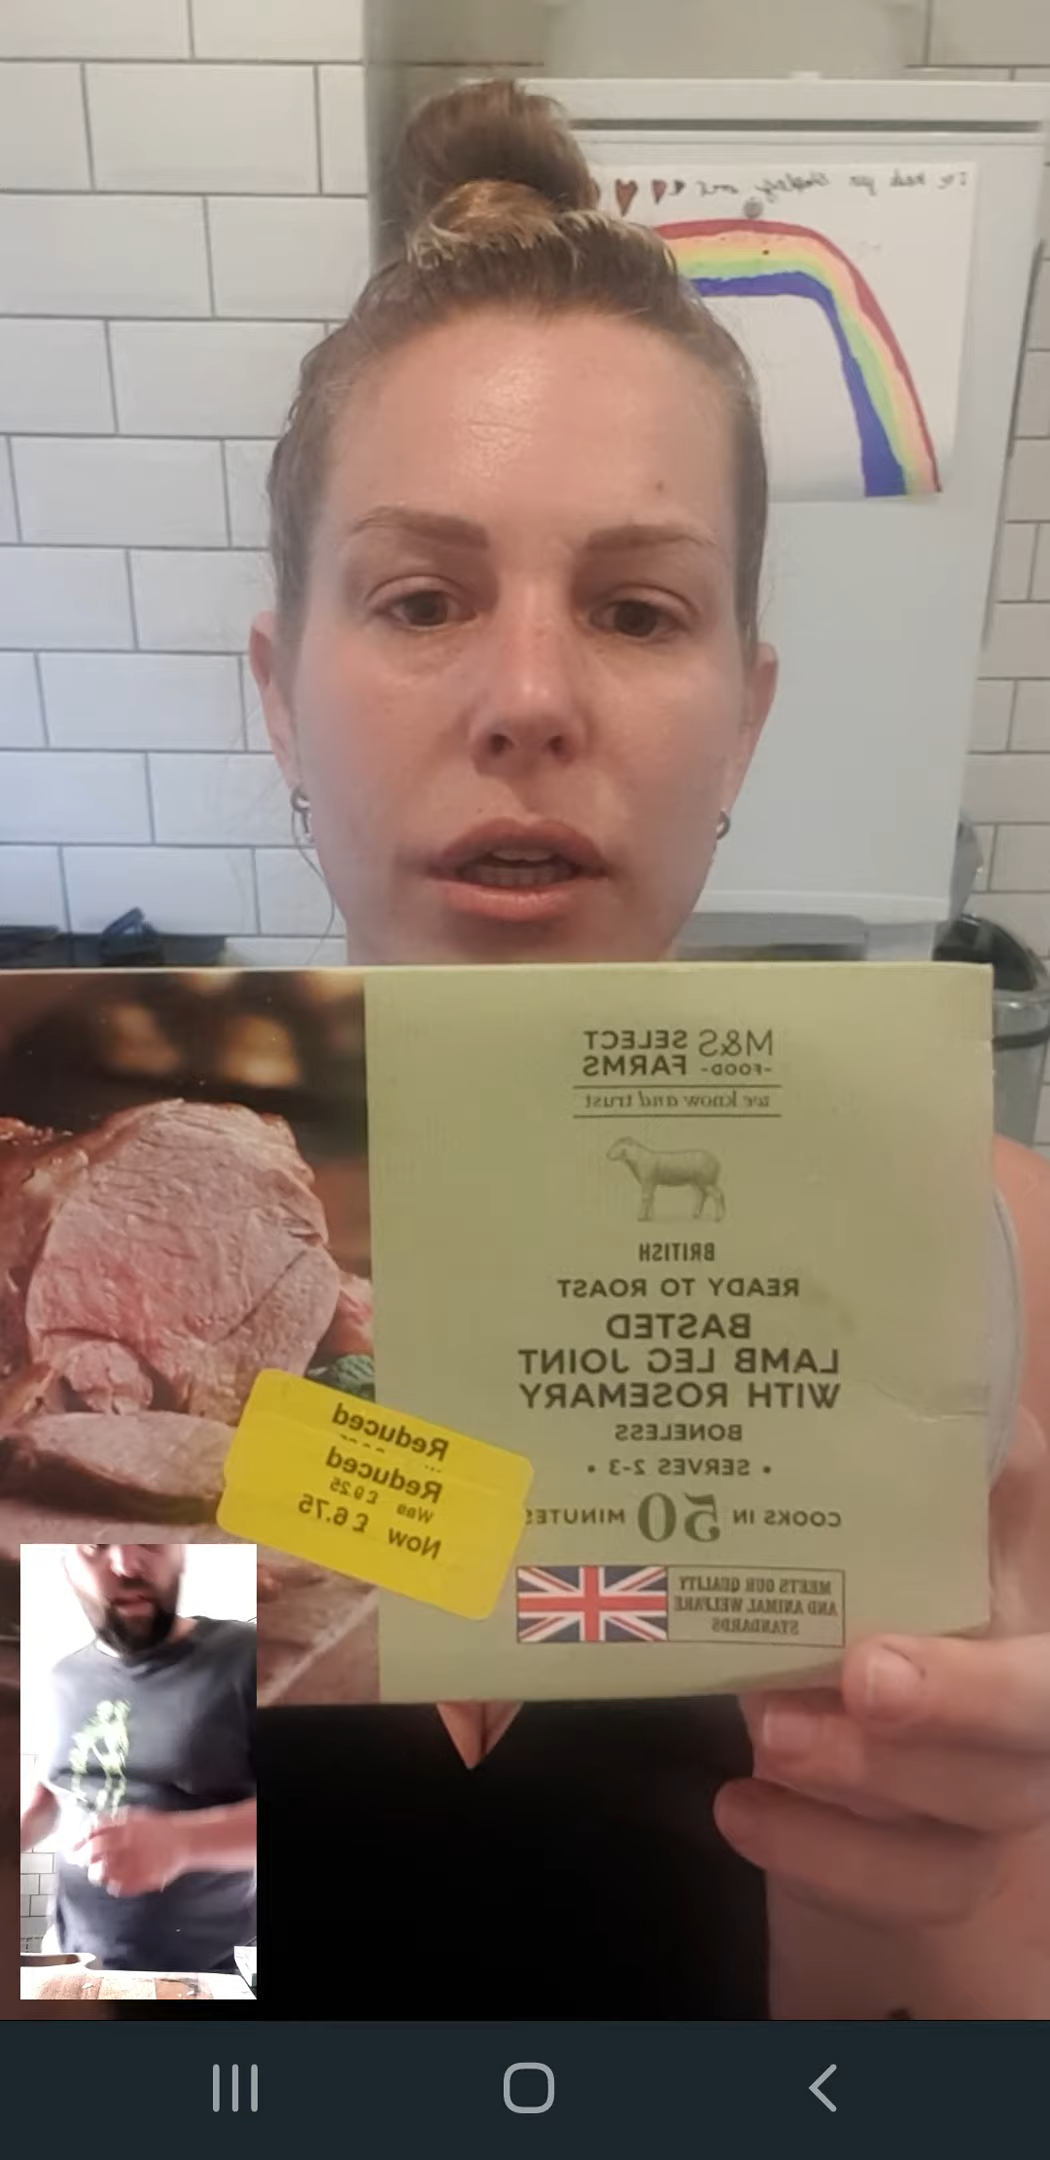 M&S SELECT
-FOOD- FARMS
we know and trust
BRITISH
READY TO ROAST
BASTED
LAMB LEG JOINT
WITH ROSEMARY
BONELESS
• SERVES 2-3 •
COOKS IN 50 MINUTES
MEETS OUR QUALITY
AND ANIMAL WELFARE
STANDARDS
Reduced
Reduced
Was £9.25
Now £6.75